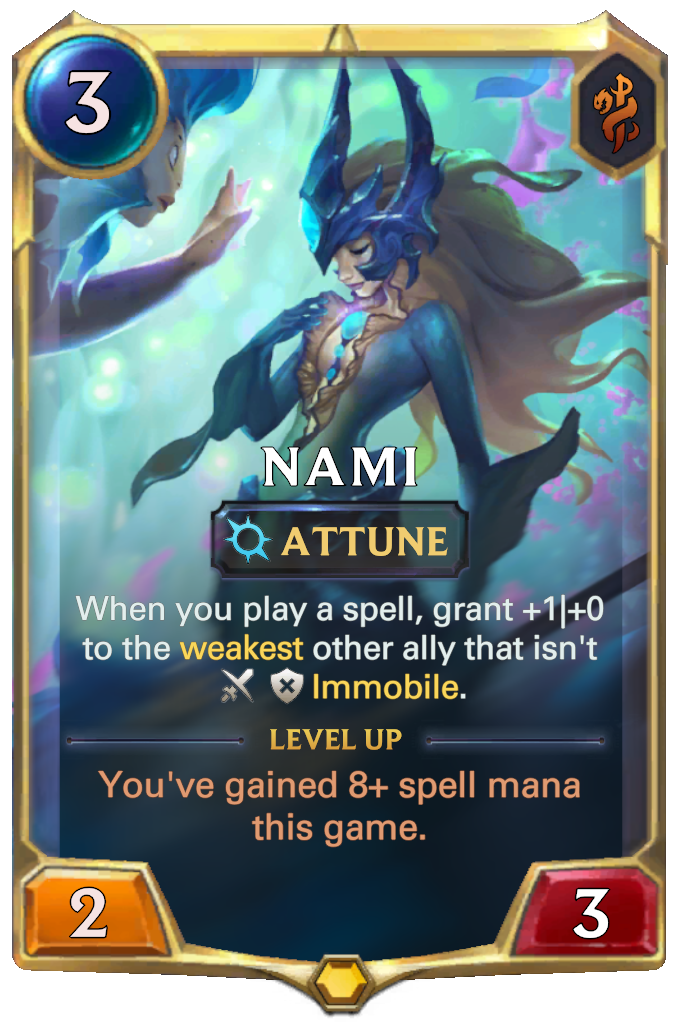 3
NAMI
ATTUNE
When you play a spell, grant +1|+0
to the weakest other ally that isn't
Immobile.
LEVEL UP
You've gained 8+ spell mana
this game.
2
3